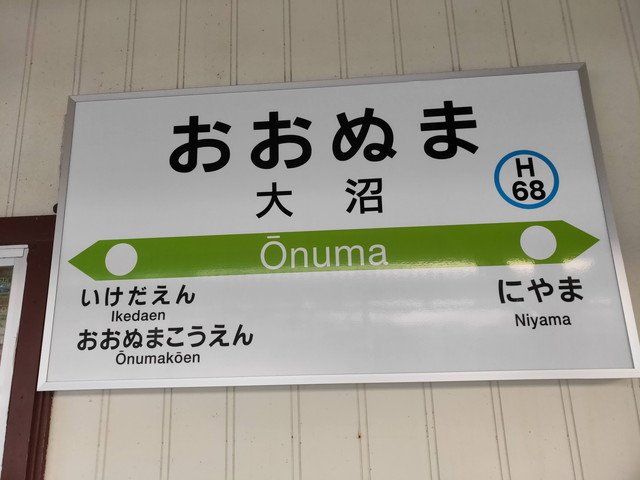 おおぬま
大沼
H
68
Ōnuma
いけだえん
Ikedaen
おおぬまこうえん
Ōnumakōen
にやま
Niyama